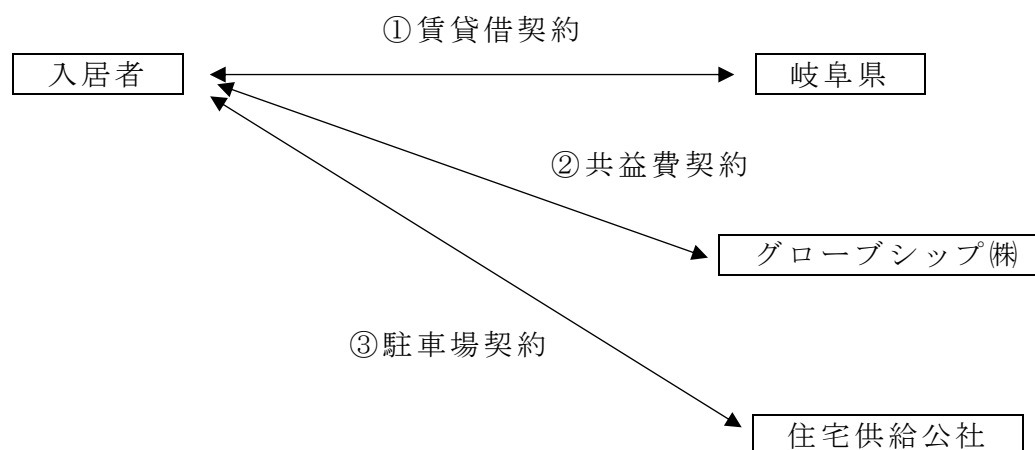 ①賃貸借契約
入居者
岐阜県
②共益費契約
グローブシップ㈱
③駐車場契約
住宅供給公社